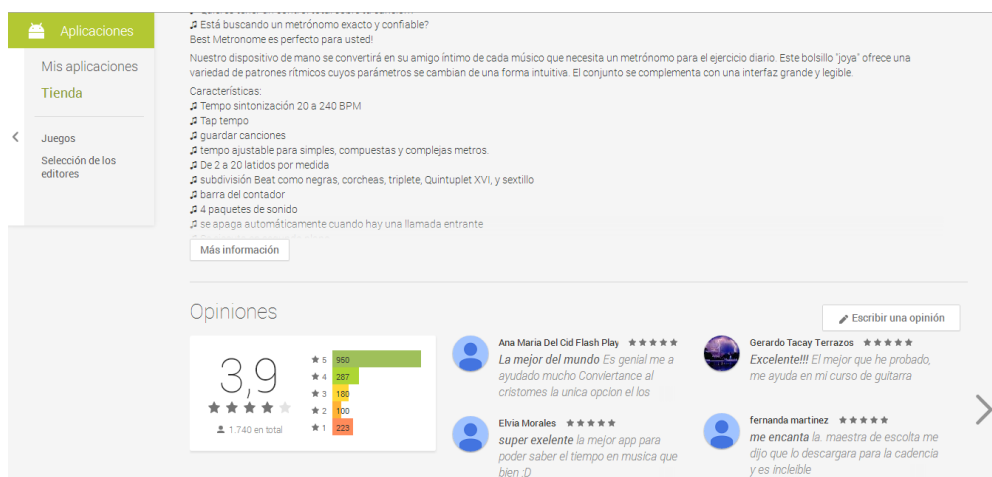 Aplicaciones
Mis aplicaciones
Tienda
Juegos
Selección de los
editores
Está buscando un metrónomo exacto y confiable?
Best Metronome es perfecto para usted!
Nuestro dispositivo de mano se convertirá en su amigo íntimo de cada músico que necesita un metrónomo para el ejercicio diario. Este bolsillo "joya" ofrece una
variedad de patrones rítmicos cuyos parámetros se cambian de una forma intuitiva. El conjunto se complementa con una interfaz grande y legible.
Características:
Tempo sintonización 20 a 240 BPM
Tap tempo
guardar canciones
tempo ajustable para simples, compuestas y complejas metros.
De 2 a 20 latidos por medida
subdivisión Beat como negras, corcheas, triplete, Quintuplet XVI, y sextillo
barra del contador
4 paquetes de sonido
se apaga automáticamente cuando hay una llamada entrante
Más información
Opiniones
Escribir una opinión
3,9
1.740 en total
5 950
4 287
3 180
2 100
1 223
Ana Maria Del Cid Flash Play
La mejor del mundo Es genial me a
ayudado mucho Conviertance al
cristornes la unica opcion el los
Gerardo Tacay Terrazos
Excelente!!! El mejor que he probado,
me ayuda en mi curso de guitarra
Elvia Morales
super exelente la mejor app para
poder saber el tiempo en musica que
bien :D
fernanda martinez
me encanta la. maestra de escolta me
dijo que lo descargara para la cadencia
y es incleíble